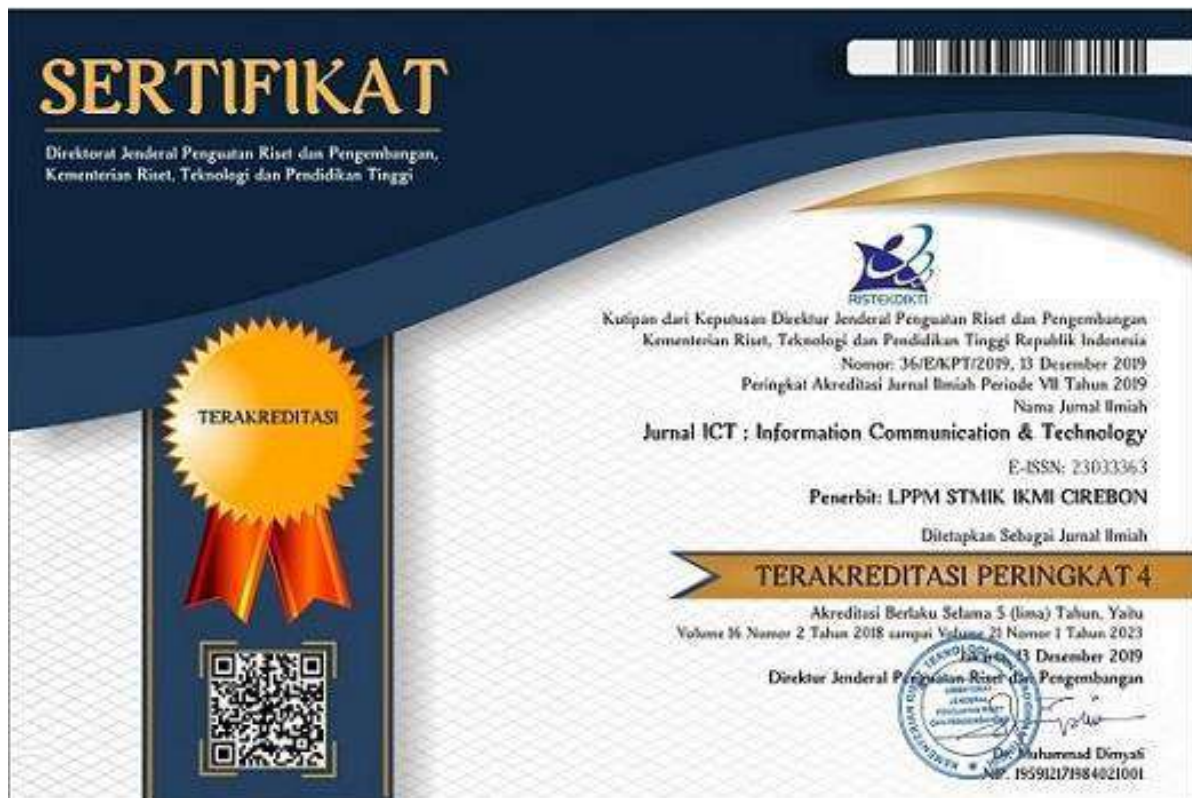 SERTIFIKAT
Direktorat Jenderal Penguatan Riset dan Pengembangan,
Kementerian Riset, Teknologi dan Pendidikan Tinggi
RISTEKDIKTI
Kutipan dari Keputusan Direktur Jenderal Penguatan Riset dan Pengembangan
Kementerian Riset, Teknologi dan Pendidikan Tinggi Republik Indonesia
Nomor: 36/E/KPT/2019, 13 Desember 2019
Peringkat Akreditasi Jurnal Ilmiah Periode VII Tahun 2019
Nama Jurnal Ilmiah
Jurnal ICT : Information Communication & Technology
E-ISSN: 23033363
Penerbit: LPPM STMIK IKMI CIREBON
Ditetapkan Sebagai Jurnal Ilmiah
TERAKREDITASI PERINGKAT 4
TERAKREDITASI
Akreditasi Berlaku Selama 5 (lima) Tahun, Yaitu
Volume 16 Nomor 2 Tahun 2018 sampai Volume 21 Nomor 1 Tahun 2023
Jakarta, 13 Desember 2019
Direktur Jenderal Penguatan Riset dan Pengembangan
Dr. Muhammad Dimyati
NIP. 195912171984021001